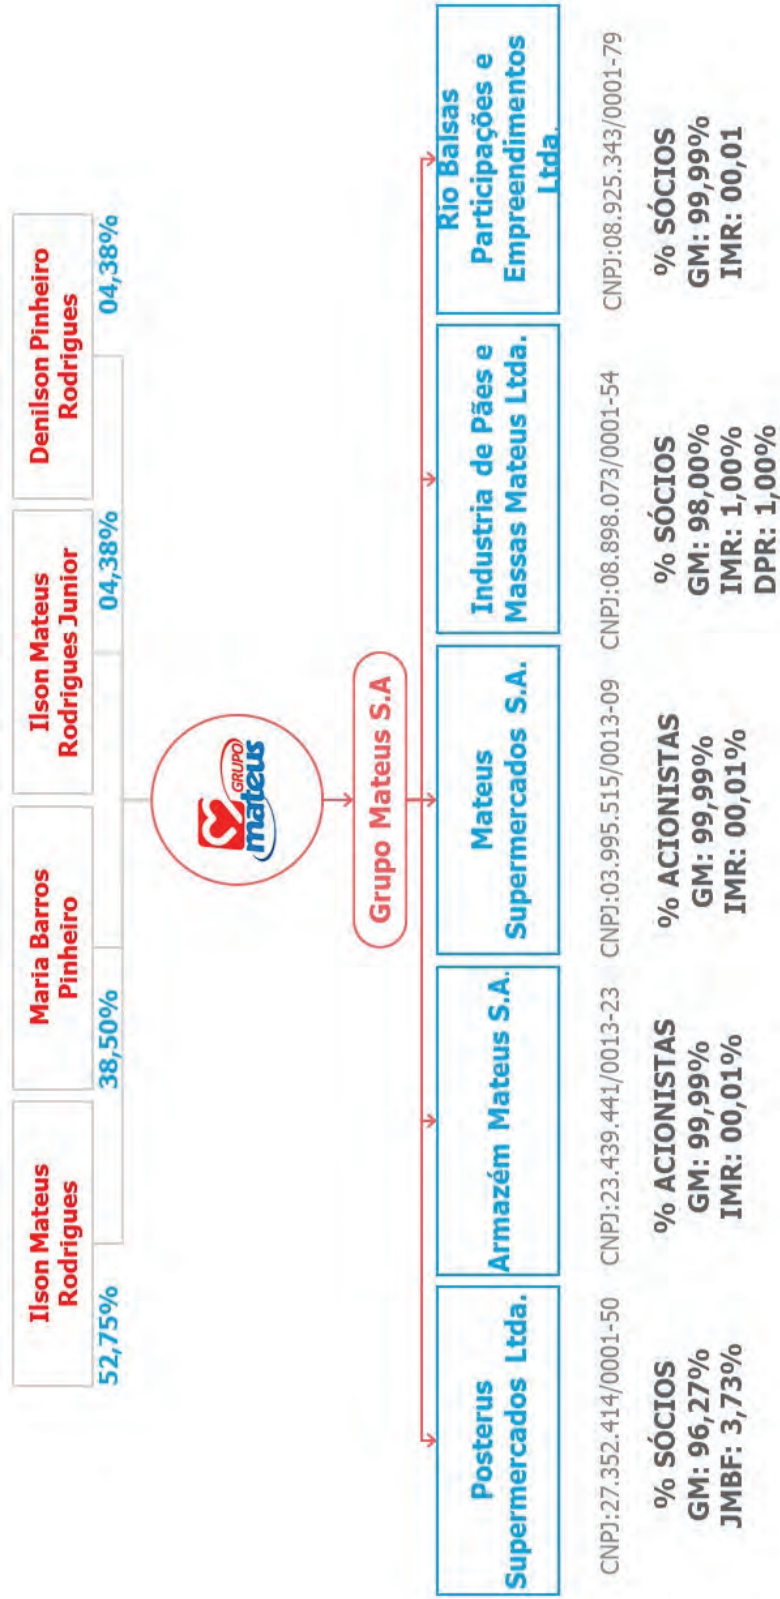 Ilson Mateus
Rodrigues
52,75%
Maria Barros
Pinheiro
38,50%
Ilson Mateus
Rodrigues Junior
04,38%
Denilson Pinheiro
Rodrigues
04,38%
GRUPO
mateus
Grupo Mateus S.A
Posterus
Supermercados Ltda.
CNPJ:27.352.414/0001-50
% SÓCIOS
GM: 96,27%
JMBF: 3,73%
Armazém Mateus S.A.
CNPJ:23.439.441/0013-23
% ACIONISTAS
GM: 99,99%
IMR: 00,01%
Mateus
Supermercados S.A.
CNPJ:03.995.515/0013-09
% ACIONISTAS
GM: 99,99%
IMR: 00,01%
Industria de Pães e
Massas Mateus Ltda.
CNPJ:08.898.073/0001-54
% SÓCIOS
GM: 98,00%
IMR: 1,00%
DPR: 1,00%
Rio Balsas
Participações e
Empreendimentos
Ltda.
CNPJ:08.925.343/0001-79
% SÓCIOS
GM: 99,99%
IMR: 00,01